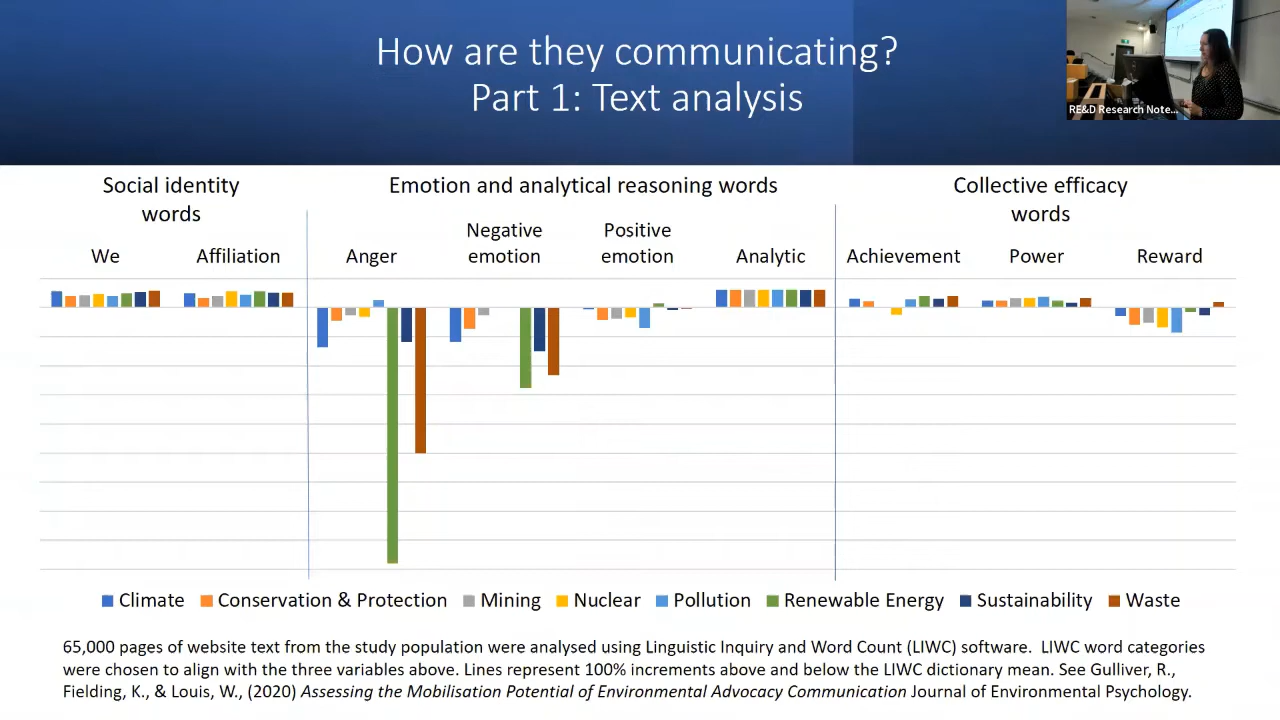 How are they communicating?
Part 1: Text analysis
RE&D Research Note...
Social identity
words
Emotion and analytical reasoning words
Collective efficacy
words
We
Affiliation
Anger
Negative
emotion
Positive
emotion
Analytic
Achievement
Power
Reward
Climate
Conservation & Protection
Mining
Nuclear
Pollution
Renewable Energy
Sustainability
Waste
65,000 pages of website text from the study population were analysed using Linguistic Inquiry and Word Count (LIWC) software.  LIWC word categories
were chosen to align with the three variables above. Lines represent 100% increments above and below the LIWC dictionary mean. See Gulliver, R.,
Fielding, K., & Louis, W., (2020) Assessing the Mobilisation Potential of Environmental Advocacy Communication Journal of Environmental Psychology.